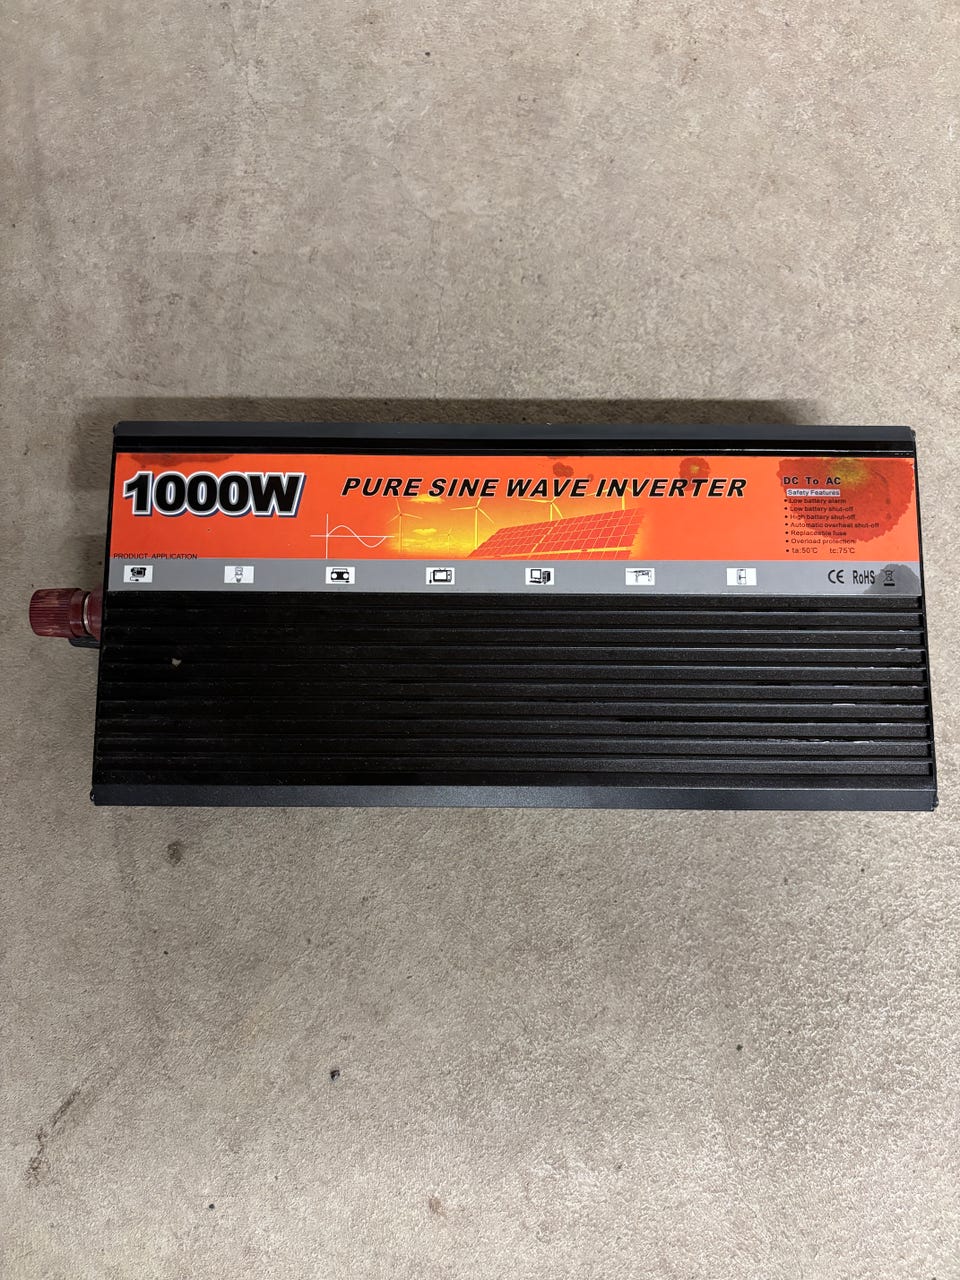 1000W
PURE SINE WAVE INVERTER
DC To AC
Safety Features
• Low battery alarm
• Low battery shut-off
• High battery shut-off
• Automatic overheat shut-off
• Replaceable fuse
• Overload protection
• ta:50℃ tc:75℃
PRODUCT APPLICATION
CE RoHS